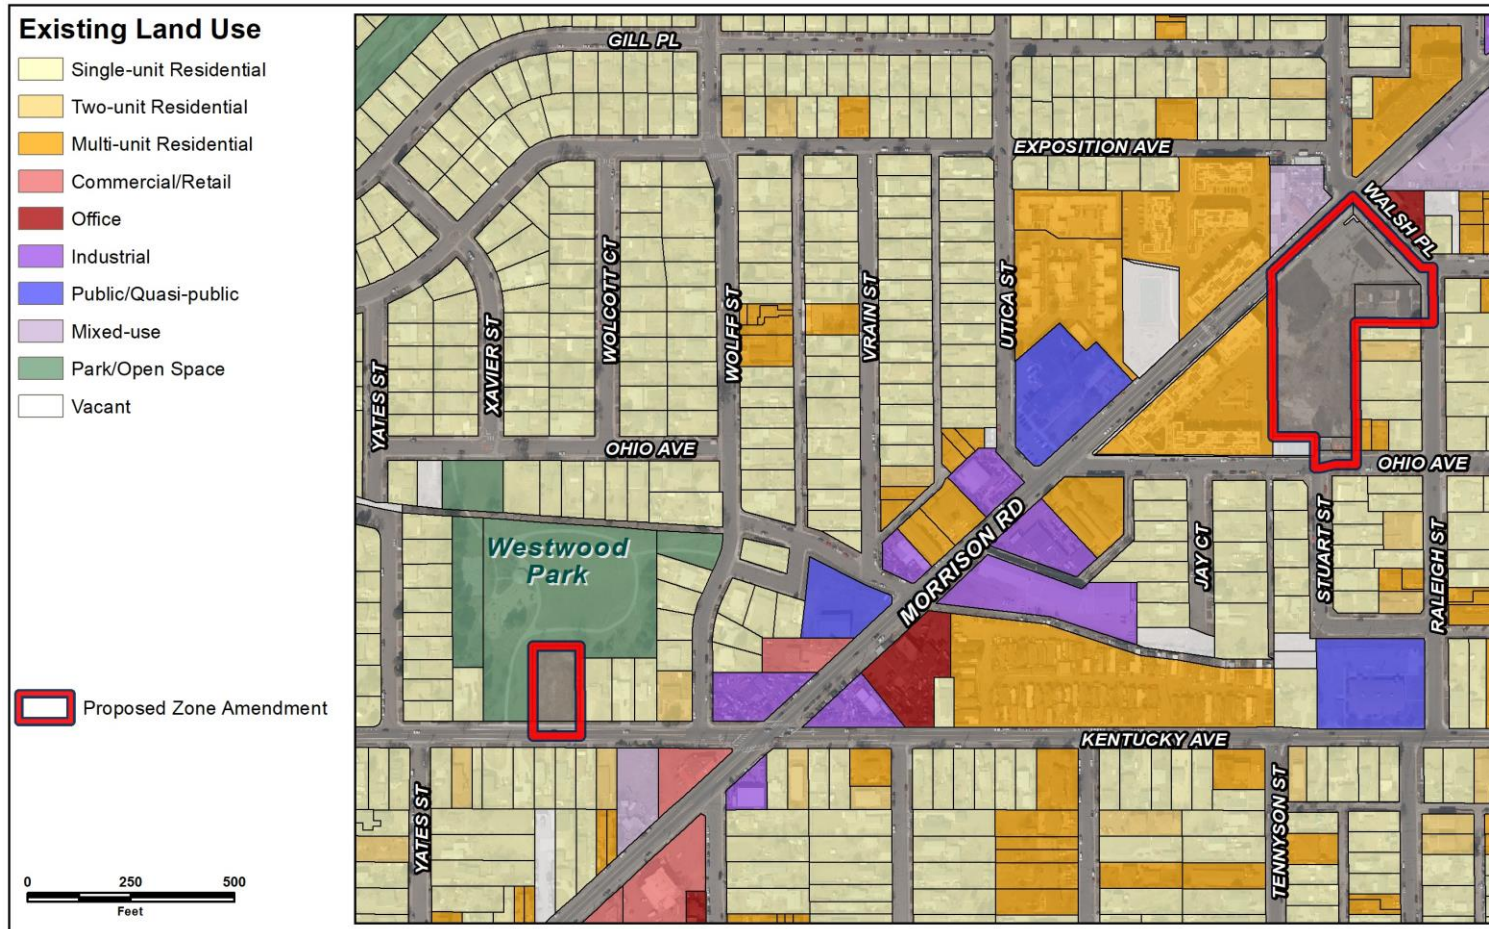 Existing Land Use
Single-unit Residential
Two-unit Residential
Multi-unit Residential
Commercial/Retail
Office
Industrial
Public/Quasi-public
Mixed-use
Park/Open Space
Vacant
Proposed Zone Amendment
0 250 500
Feet
GILL PL
EXPOSITION AVE
WALSH PL
YATES ST
XAVIER ST
WOLCOTT CT
WOLFF ST
VRAIN ST
UTICA ST
OHIO AVE
OHIO AVE
Westwood
Park
MORRISON RD
JAY CT
STUART ST
RALEIGH ST
KENTUCKY AVE
YATES ST
TENNYSON ST